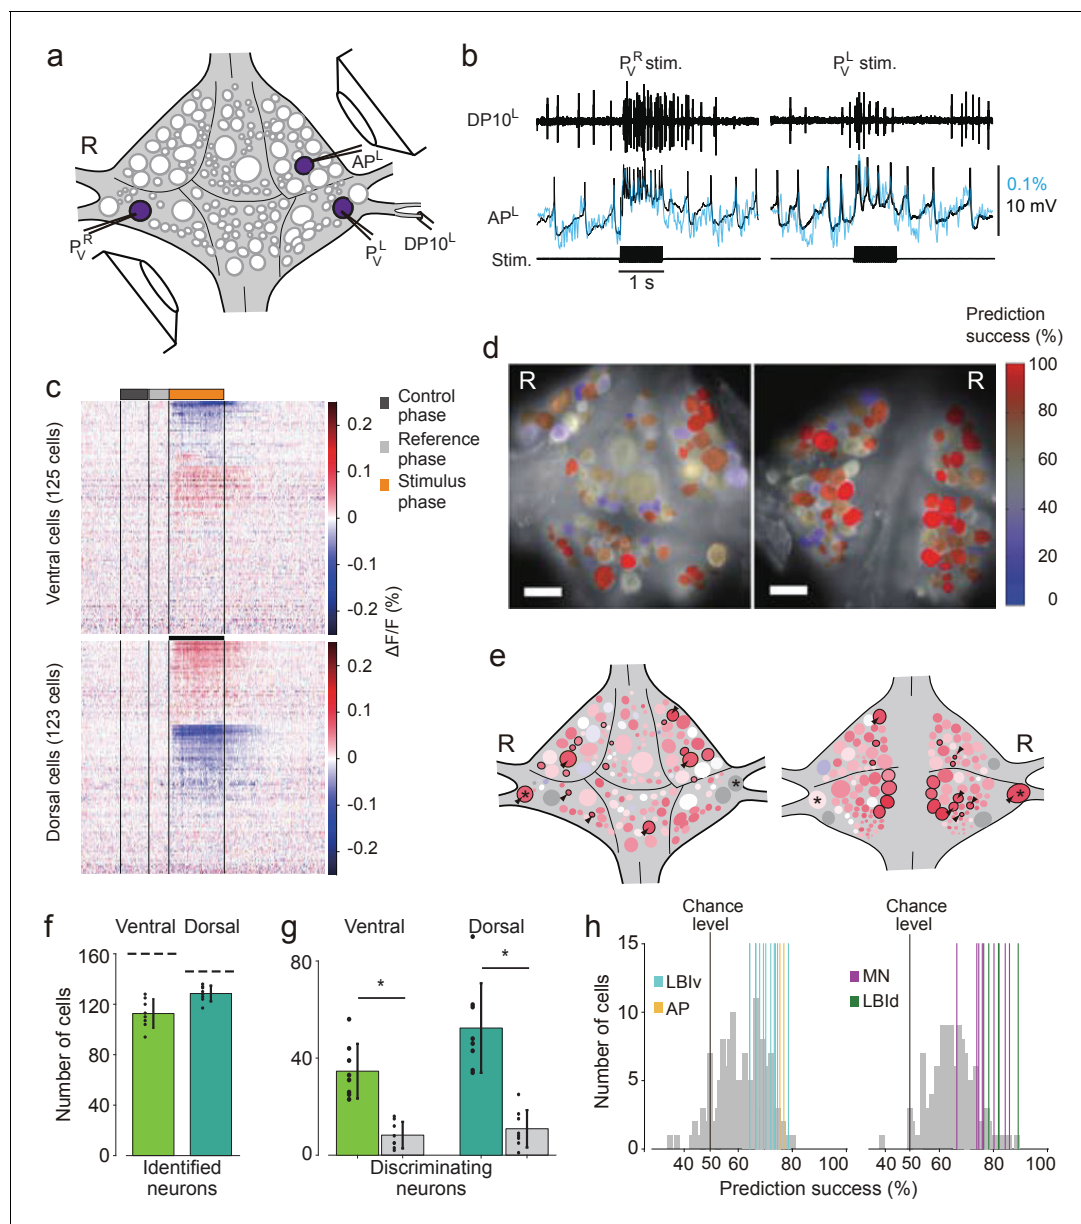 a
R
AP^L
P_V^R
P_V^L
DP10^L
b
P_V^R stim.
P_V^L stim.
DP10^L
AP^L
0.1%
10 mV
Stim.
1 s
c
Control
phase
Reference
phase
Stimulus
phase
Ventral cells (125 cells)
0.2
0.1
0
-0.1
-0.2
Dorsal cells (123 cells)
0.2
0.1
0
-0.1
-0.2
ΔF/F (%)
d
R
R
Prediction
success (%)
100
80
60
40
20
0
e
R
*
*
R
*
*
f
Ventral
Dorsal
Number of cells
160
120
80
40
0
Identified
neurons
g
Ventral
Dorsal
80
40
0
*
*
Discriminating
neurons
h
Chance
level
Chance
level
Number of cells
15
10
5
0
LBIv
AP
MN
LBId
40
50
60
80
100
40
50
60
80
100
Prediction success (%)